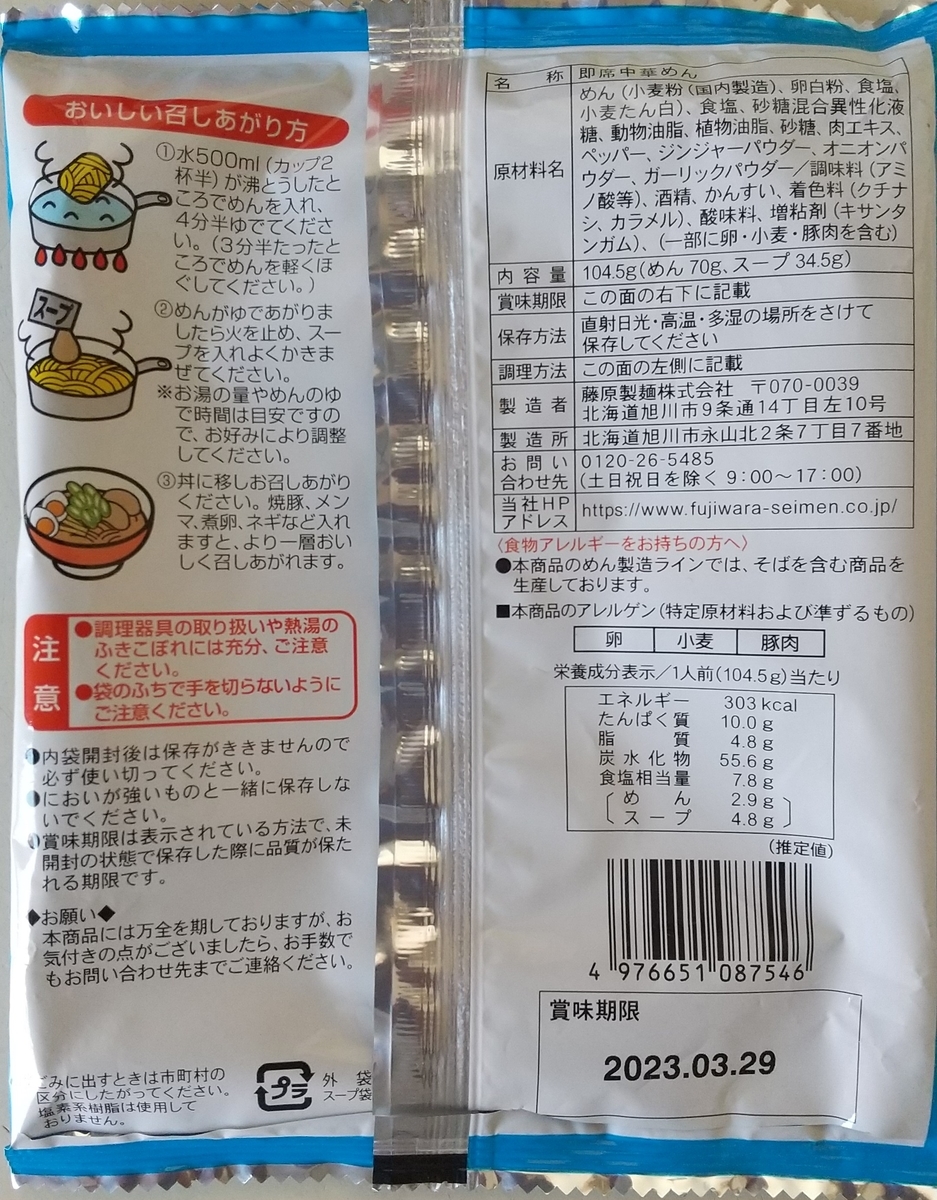 おいしい召しあがり方
①水500ml(カップ2
杯半)が沸とうしたと
ころでめんを入れ、
4分半ゆでてくださ
い。(3分半たったと
ころでめんを軽くほ
ぐしてください。)
スープ
②めんがゆであがりま
したら火を止め、スー
プを入れよくかきま
ぜてください。
※お湯の量やめんのゆ
で時間は目安ですの
で、お好みにより調整
してください。
③丼に移しお召しあがり
ください。焼豚、メン
マ、煮卵、ネギなど入れ
ますと、より一層おい
しく召しあがれます。
注意
●調理器具の取り扱いや熱湯の
ふきこぼれには充分、ご注意
ください。
●袋のふちで手を切らないように
ご注意ください。
●内袋開封後は保存がききませんので
必ず使い切ってください。
●においが強いものと一緒に保存しな
いでください。
●賞味期限は表示されている方法で、未
開封の状態で保存した際に品質が保た
れる期限です。
◆お願い◆
本商品には万全を期しておりますが、お
気付きの点がございましたら、お手数で
もお問い合わせ先までご連絡ください。
ごみに出すときは市町村の
区分にしたがってください。
塩素系樹脂は使用して
おりません。
プラ
外袋
スープ袋
名称 即席中華めん
原材料名 めん(小麦粉(国内製造)、卵白粉、食塩、
小麦たん白)、食塩、砂糖混合異性化液
糖、動物油脂、植物油脂、砂糖、肉エキス、
ペッパー、ジンジャーパウダー、オニオンパ
ウダー、ガーリックパウダー/調味料(アミ
ノ酸等)、酒精、かんすい、着色料(クチナ
シ、カラメル)、酸味料、増粘剤(キサンタ
ンガム)、(一部に卵・小麦・豚肉を含む)
内容量 104.5g(めん 70g、スープ 34.5g)
賞味期限 この面の右下に記載
保存方法 直射日光・高温・多湿の場所をさけて
保存してください
調理方法 この面の左側に記載
製造者 藤原製麺株式会社 〒070-0039
北海道旭川市9条通14丁目左10号
製造所 北海道旭川市永山北2条7丁目7番地
お問い合わせ先 0120-26-5485
(土日祝日を除く 9:00〜17:00)
当社HPアドレス https://www.fujiwara-seimen.co.jp/
〈食物アレルギーをお持ちの方へ〉
●本商品のめん製造ラインでは、そばを含む商品を
生産しております。
■本商品のアレルゲン(特定原材料および準ずるもの)
卵 小麦 豚肉
栄養成分表示/1人前(104.5g)当たり
エネルギー 303 kcal
たんぱく質 10.0 g
脂質 4.8 g
炭水化物 55.6 g
食塩相当量 7.8 g
めん 2.9 g
スープ 4.8 g
(推定値)
4 976651 087546
賞味期限
2023.03.29